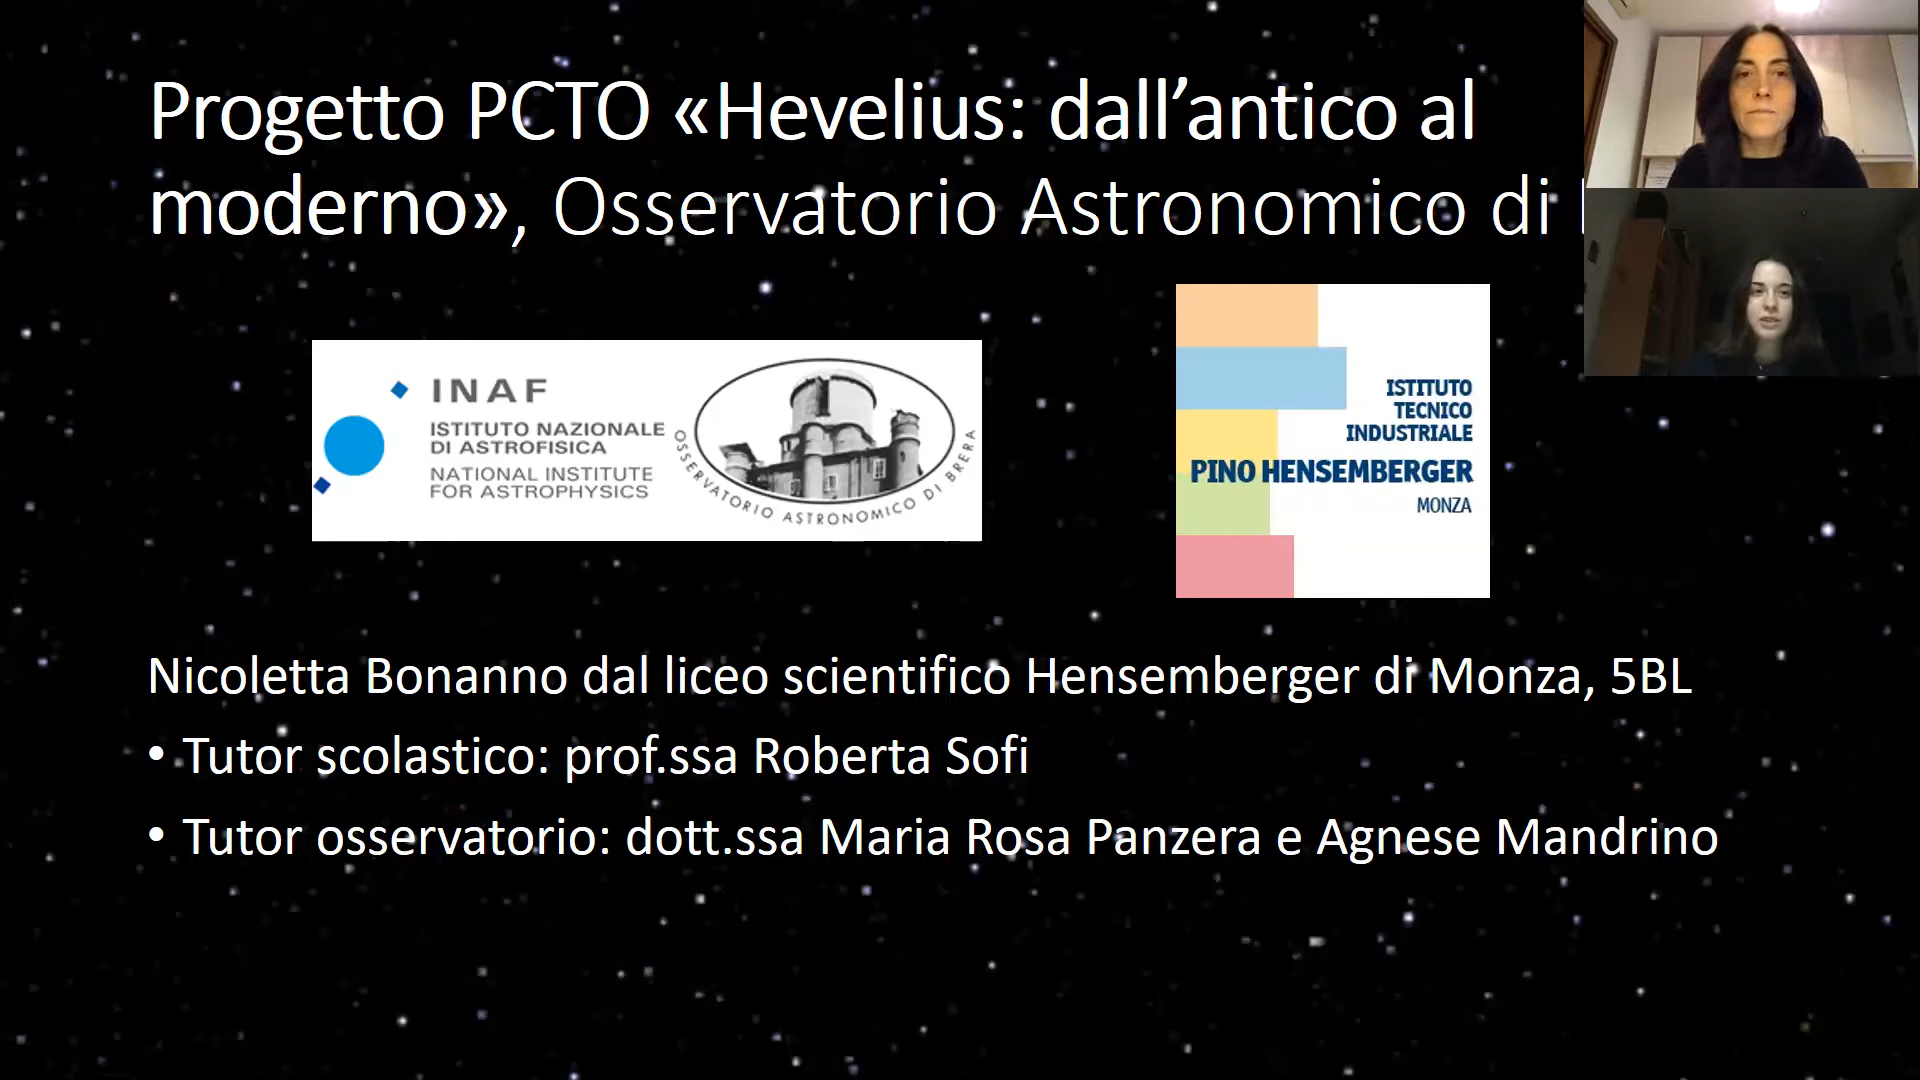 Progetto PCTO «Hevelius: dall’antico al
moderno», Osservatorio Astronomico di
INAF
ISTITUTO NAZIONALE
DI ASTROFISICA
NATIONAL INSTITUTE
FOR ASTROPHYSICS
OSSERVATORIO ASTRONOMICO DI BRERA
ISTITUTO
TECNICO
INDUSTRIALE
PINO HENSEMBERGER
MONZA
Nicoletta Bonanno dal liceo scientifico Hensemberger di Monza, 5BL
• Tutor scolastico: prof.ssa Roberta Sofi
• Tutor osservatorio: dott.ssa Maria Rosa Panzera e Agnese Mandrino